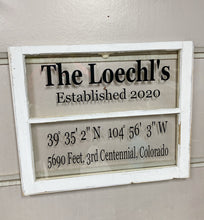 The Loechl's
Established 2020
39° 35' 2" N 104° 56' 3" W
5690 Feet, 3rd Centennial, Colorado